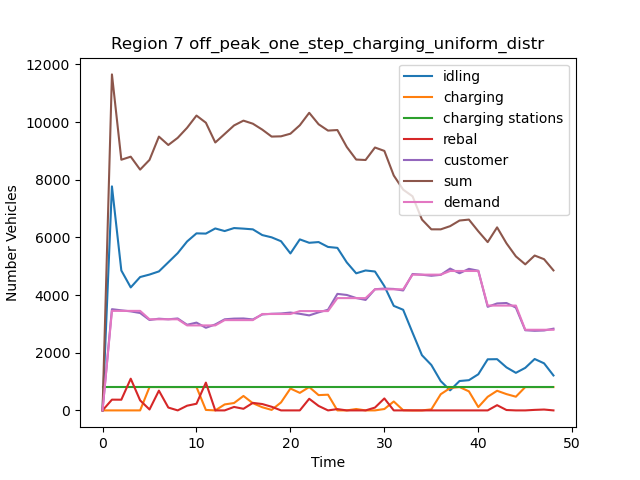 Region 7 off_peak_one_step_charging_uniform_distr
12000
10000
8000
6000
4000
2000
0
Number Vehicles
idling
charging
charging stations
rebal
customer
sum
demand
0 10 20 30 40 50
Time